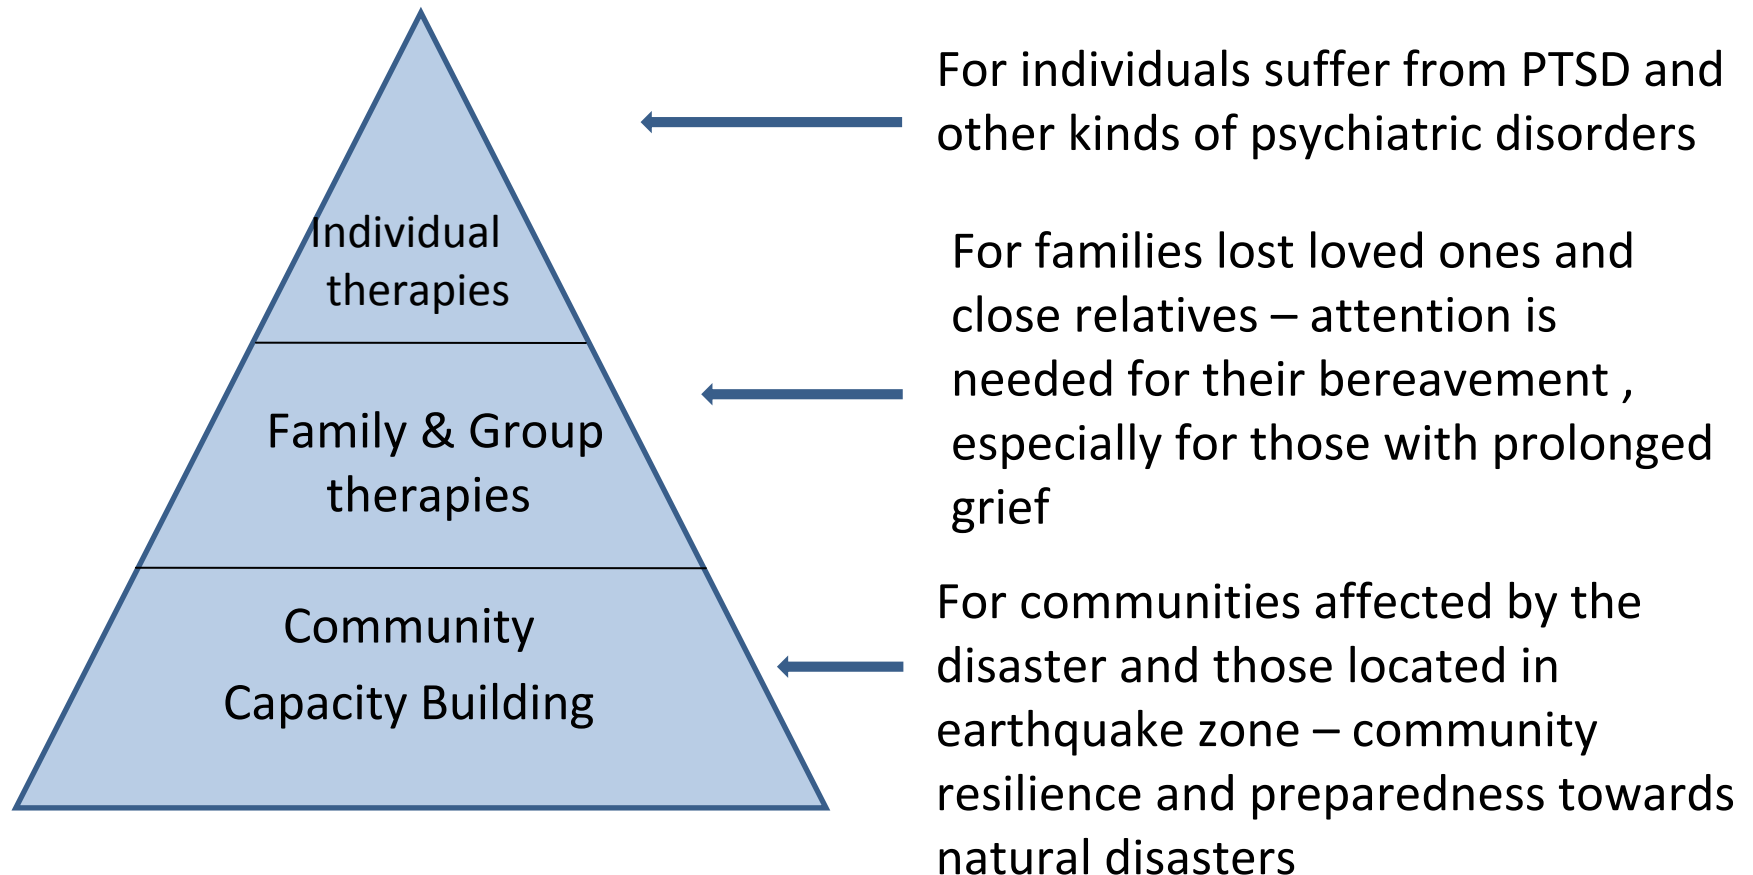 Individual
therapies
Family & Group
therapies
Community
Capacity Building
For individuals suffer from PTSD and
other kinds of psychiatric disorders
For families lost loved ones and
close relatives – attention is
needed for their bereavement ,
especially for those with prolonged
grief
For communities affected by the
disaster and those located in
earthquake zone – community
resilience and preparedness towards
natural disasters